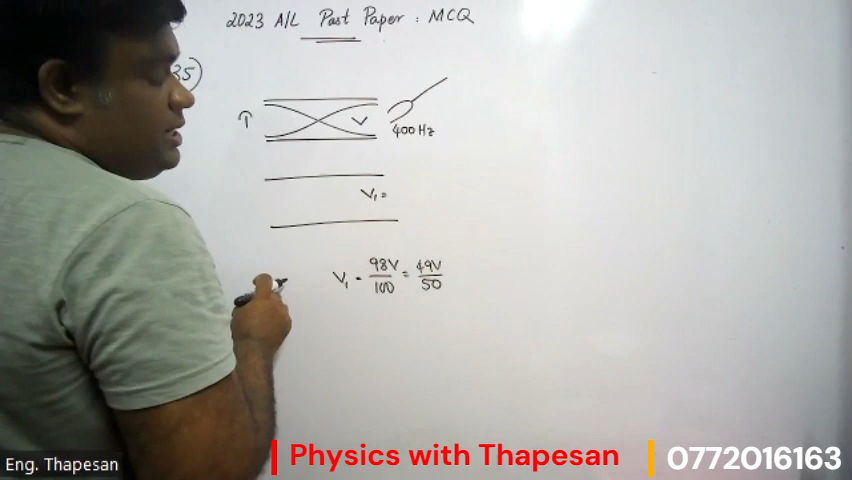 2023 A/L Past Paper : MCQ
35)
V
400 Hz
V₁ =
V₁ = 98V/100 = 49V/50
Physics with Thapesan
0772016163
Eng. Thapesan